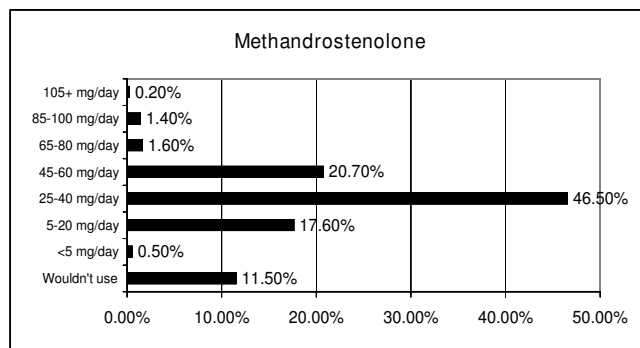 Methandrostenolone
105+ mg/day 0.20%
85-100 mg/day 1.40%
65-80 mg/day 1.60%
45-60 mg/day 20.70%
25-40 mg/day 46.50%
5-20 mg/day 17.60%
<5 mg/day 0.50%
Wouldn't use 11.50%
0.00% 10.00% 20.00% 30.00% 40.00% 50.00%